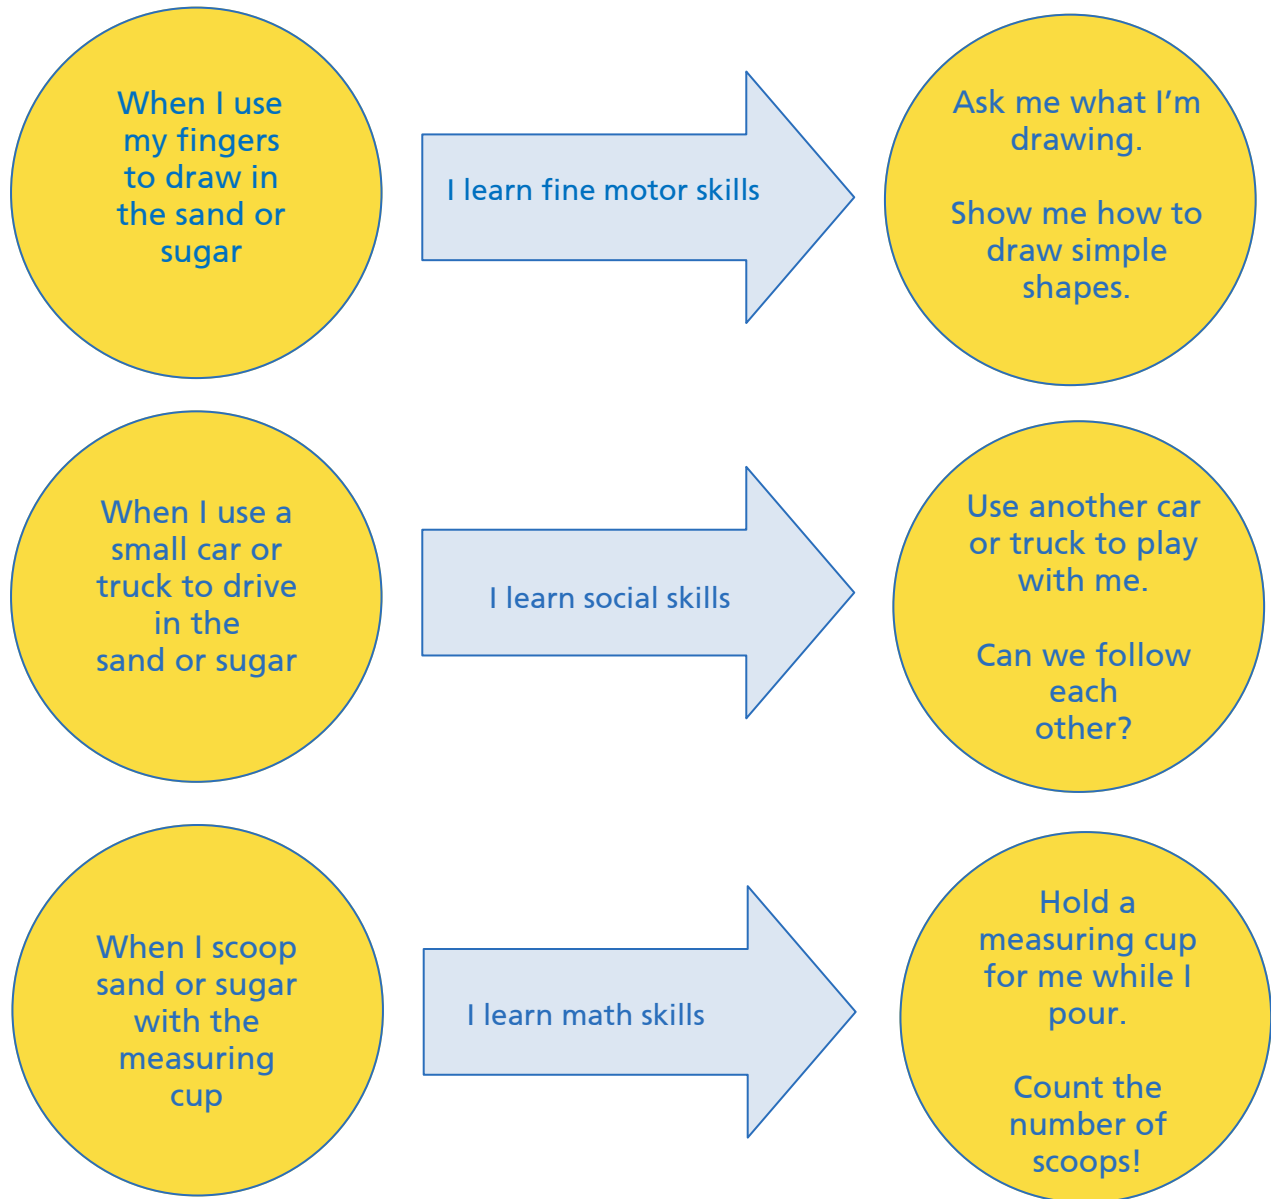 When I use
my fingers
to draw in
the sand or
sugar
I learn fine motor skills
Ask me what I’m
drawing.
Show me how to
draw simple
shapes.
When I use a
small car or
truck to drive
in the
sand or sugar
I learn social skills
Use another car
or truck to play
with me.
Can we follow
each
other?
When I scoop
sand or sugar
with the
measuring
cup
I learn math skills
Hold a
measuring cup
for me while I
pour.
Count the
number of
scoops!